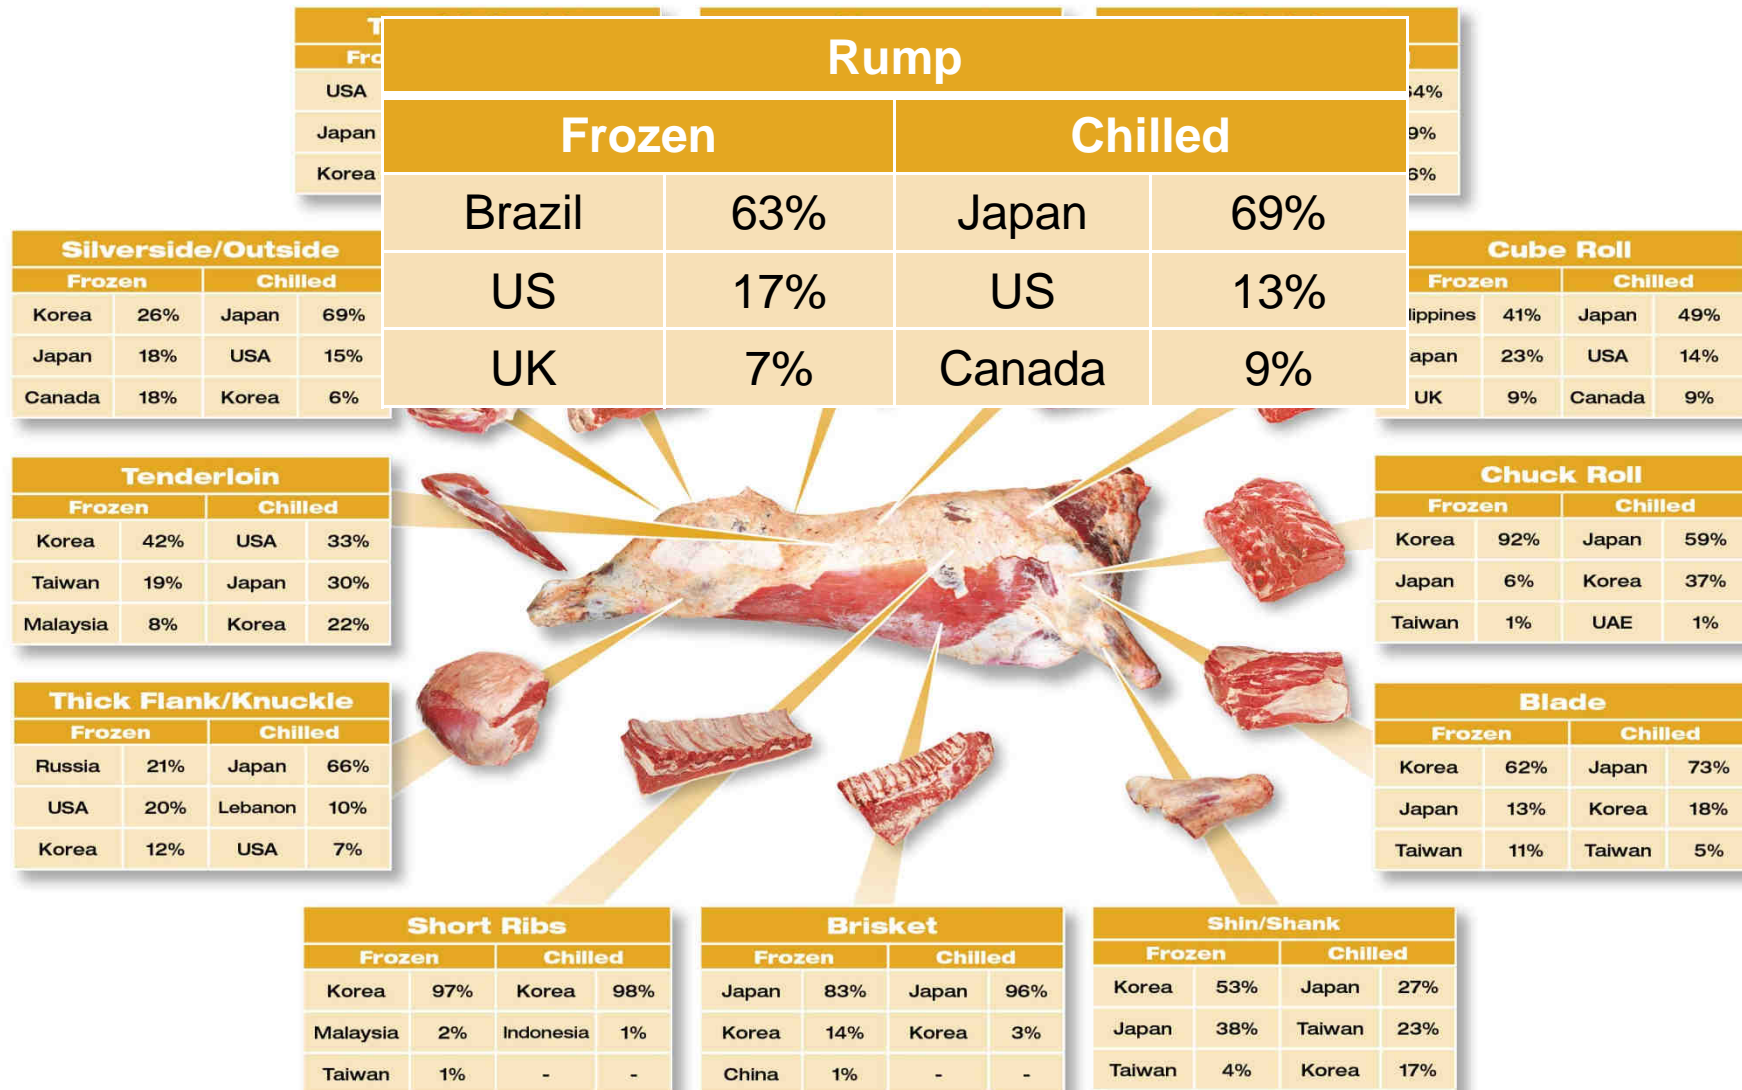 Rump
Frozen Chilled
Brazil 63% Japan 69%
US 17% US 13%
UK 7% Canada 9%
USA
Japan
Korea
9%
6%
Silverside/Outside
Frozen Chilled
Korea 26% Japan 69%
Japan 18% USA 15%
Canada 18% Korea 6%
Cube Roll
Frozen Chilled
41% Japan 49%
23% USA 14%
UK 9% Canada 9%
Tenderloin
Frozen Chilled
Korea 42% USA 33%
Taiwan 19% Japan 30%
Malaysia 8% Korea 22%
Chuck Roll
Frozen Chilled
Korea 92% Japan 59%
Japan 6% Korea 37%
Taiwan 1% UAE 1%
Thick Flank/Knuckle
Frozen Chilled
Russia 21% Japan 66%
USA 20% Lebanon 10%
Korea 12% USA 7%
Blade
Frozen Chilled
Korea 62% Japan 73%
Japan 13% Korea 18%
Taiwan 11% Taiwan 5%
Short Ribs
Frozen Chilled
Korea 97% Korea 98%
Malaysia 2% Indonesia 1%
Taiwan 1% - -
Brisket
Frozen Chilled
Japan 83% Japan 96%
Korea 14% Korea 3%
China 1% - -
Shin/Shank
Frozen Chilled
Korea 53% Japan 27%
Japan 38% Taiwan 23%
Taiwan 4% Korea 17%